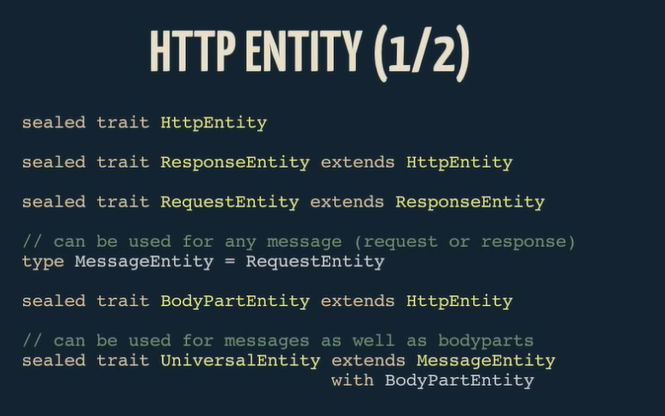 HTTP ENTITY (1/2)
sealed trait HttpEntity
sealed trait ResponseEntity extends HttpEntity
sealed trait RequestEntity extends ResponseEntity
// can be used for any message (request or response)
type MessageEntity = RequestEntity
sealed trait BodyPartEntity extends HttpEntity
// can be used for messages as well as bodyparts
sealed trait UniversalEntity extends MessageEntity
with BodyPartEntity